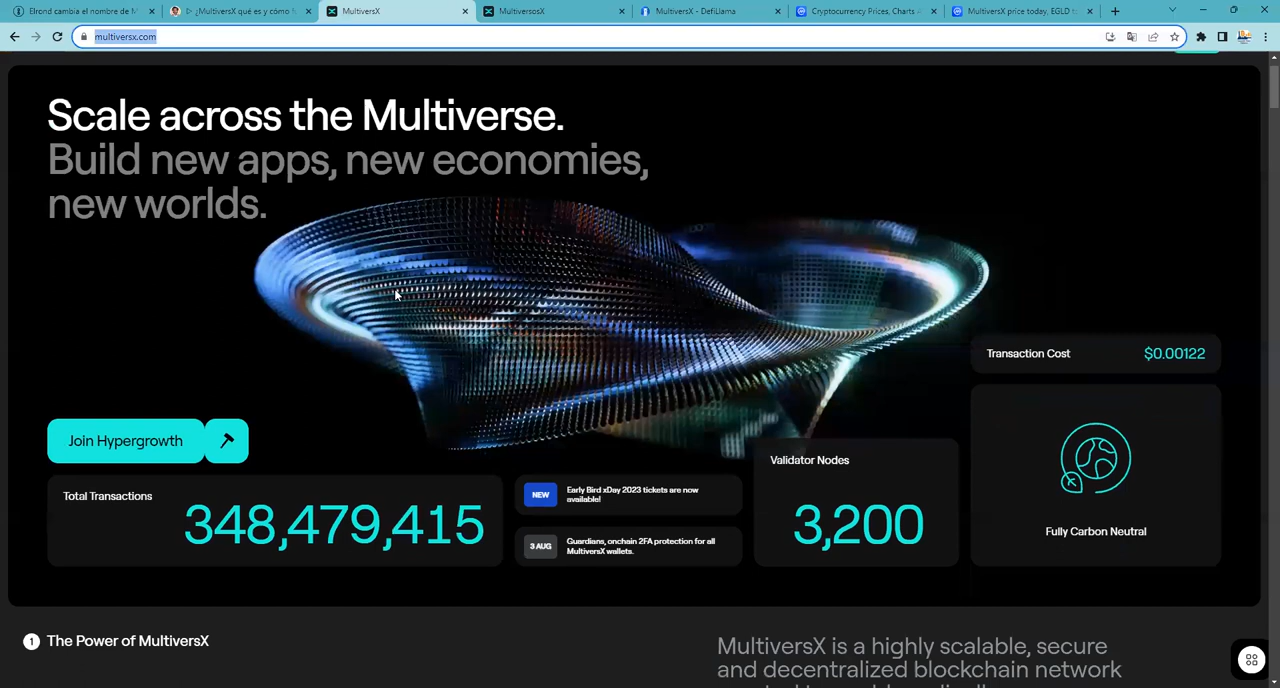 Elrond cambia el nombre de M
¿MultiversX qué es y cómo f
MultiversX
MultiversosX
MultiversX - DefiLlama
Cryptocurrency Prices, Charts
MultiversX price today, EGLD to
multiversx.com
Scale across the Multiverse.
Build new apps, new economies,
new worlds.
Transaction Cost
$0.00122
Join Hypergrowth
Validator Nodes
3,200
Total Transactions
348,479,415
NEW
Early Bird xDay 2023 tickets are now
available!
3 AUG
Guardians, onchain 2FA protection for all
MultiversX wallets.
Fully Carbon Neutral
1 The Power of MultiversX
MultiversX is a highly scalable, secure
and decentralized blockchain network